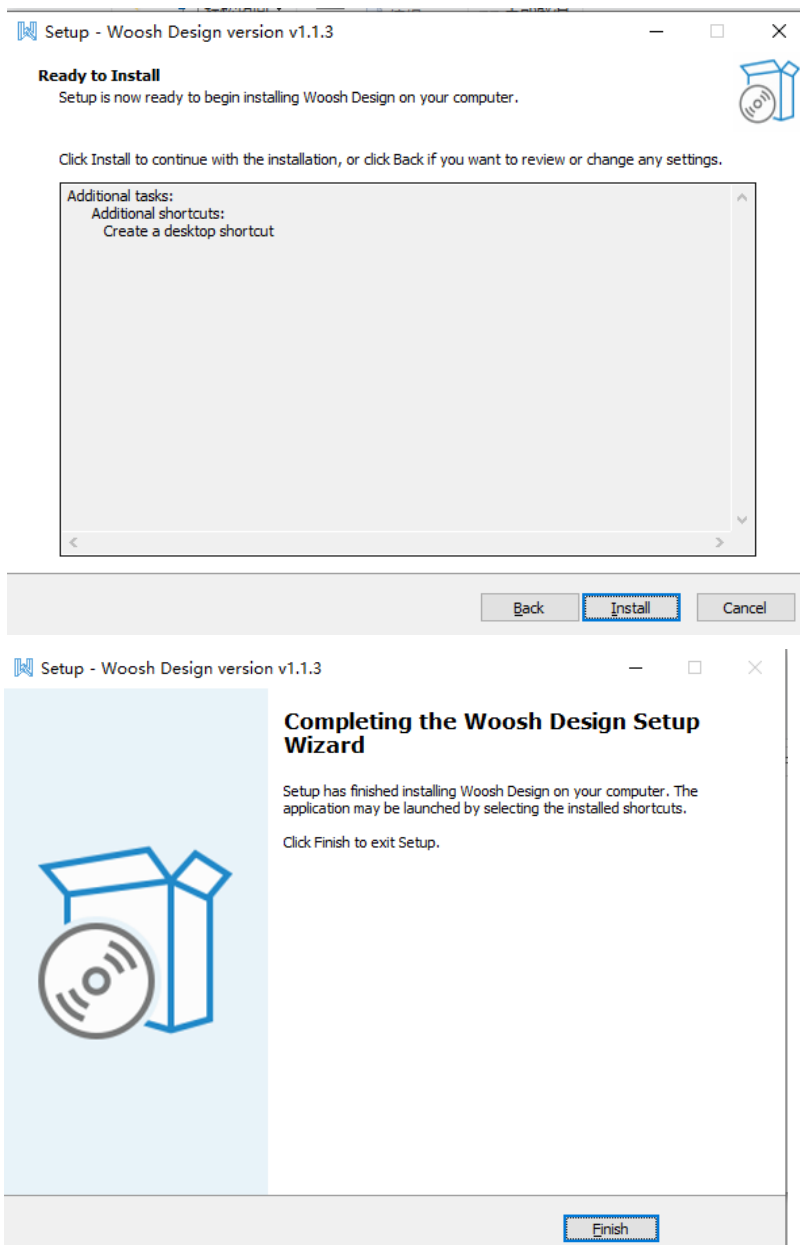 Setup - Woosh Design version v1.1.3
Ready to Install
Setup is now ready to begin installing Woosh Design on your computer.
Click Install to continue with the installation, or click Back if you want to review or change any settings.
Additional tasks:
Additional shortcuts:
Create a desktop shortcut
Back Install Cancel
Setup - Woosh Design version v1.1.3
Completing the Woosh Design Setup
Wizard
Setup has finished installing Woosh Design on your computer. The
application may be launched by selecting the installed shortcuts.
Click Finish to exit Setup.
Finish